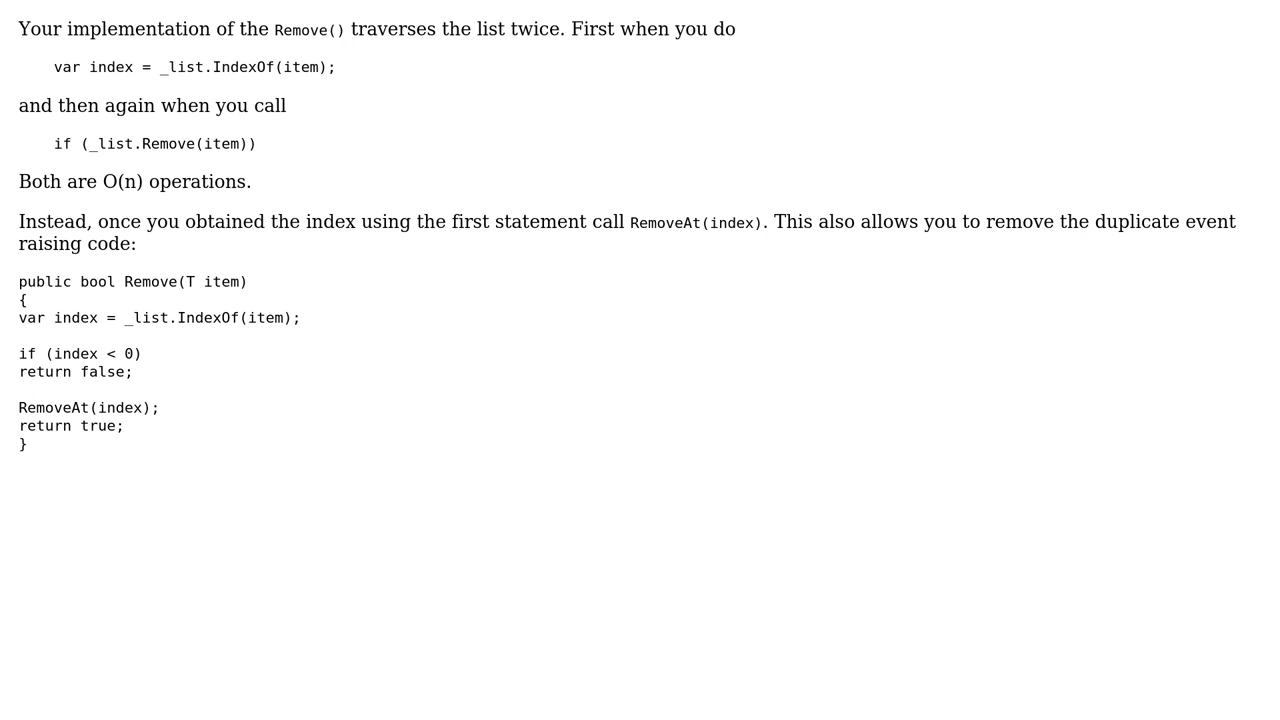 Your implementation of the Remove() traverses the list twice. First when you do
var index = _list.IndexOf(item);
and then again when you call
if (_list.Remove(item))
Both are O(n) operations.
Instead, once you obtained the index using the first statement call RemoveAt(index). This also allows you to remove the duplicate event
raising code:
public bool Remove(T item)
{
var index = _list.IndexOf(item);
if (index < 0)
return false;
RemoveAt(index);
return true;
}